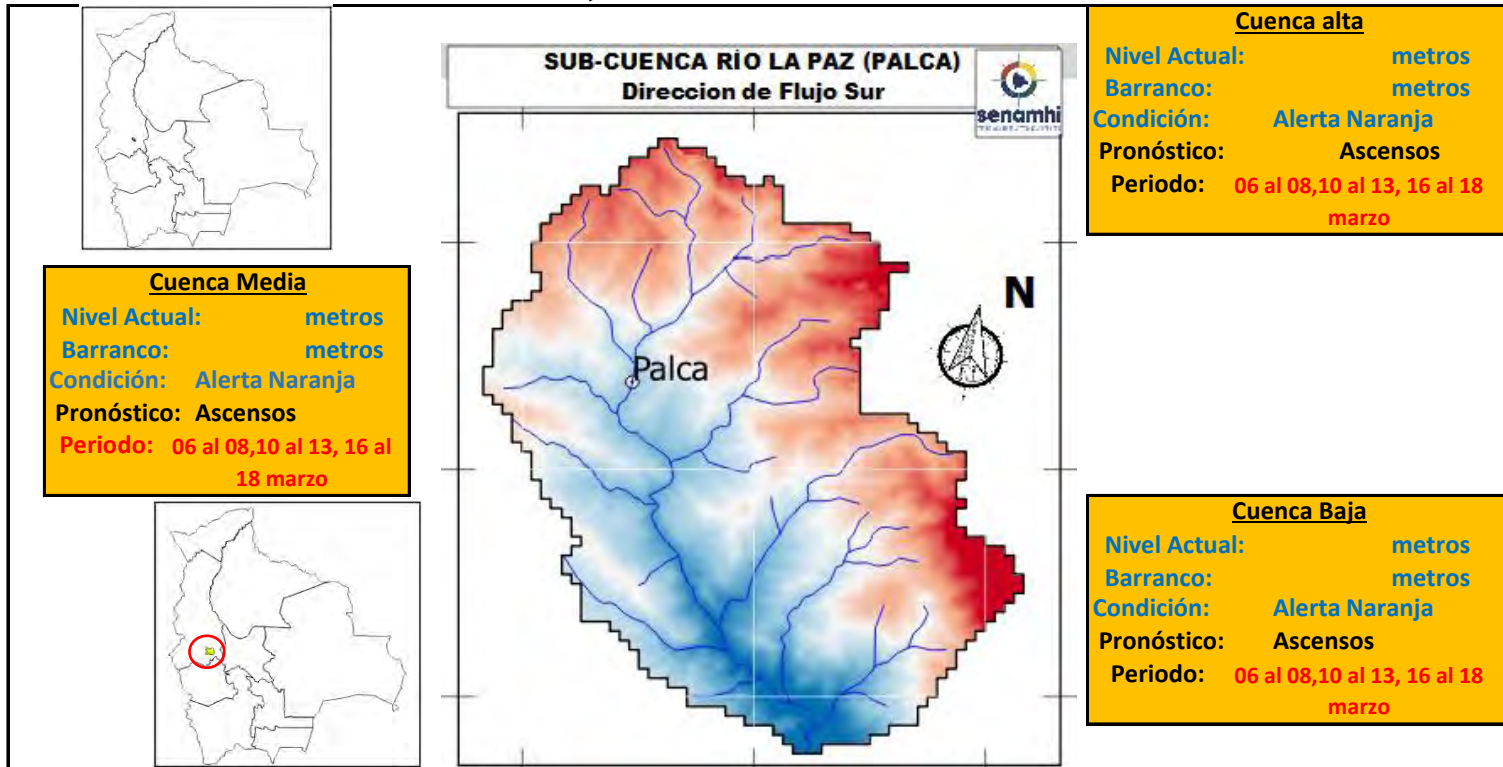 SUB-CUENCA RÍO LA PAZ (PALCA)
Direccion de Flujo Sur
senamhi
Palca
N
Cuenca alta
Nivel Actual: metros
Barranco: metros
Condición: Alerta Naranja
Pronóstico: Ascensos
Periodo: 06 al 08,10 al 13, 16 al 18
marzo
Cuenca Media
Nivel Actual: metros
Barranco: metros
Condición: Alerta Naranja
Pronóstico: Ascensos
Periodo: 06 al 08,10 al 13, 16 al
18 marzo
Cuenca Baja
Nivel Actual: metros
Barranco: metros
Condición: Alerta Naranja
Pronóstico: Ascensos
Periodo: 06 al 08,10 al 13, 16 al 18
marzo